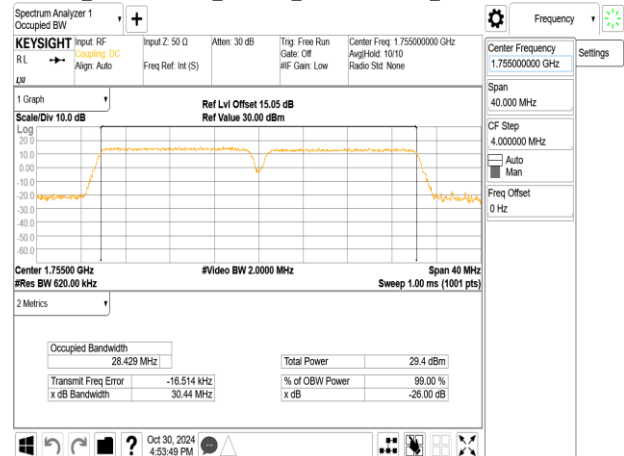 Spectrum Analyzer 1
Occupied BW
Frequency
KEYSIGHT
Input: RF
Coupling: DC
Align: Auto
Input Z: 50 Ω
Freq Ref: Int (S)
Atten: 30 dB
Trig: Free Run
Gate: Off
#IF Gain: Low
Center Freq: 1.755000000 GHz
Avg|Hold: 10/10
Radio Std: None
RL
LXI
Center Frequency
1.755000000 GHz
Settings
Span
40.000 MHz
CF Step
4.000000 MHz
Auto
Man
Freq Offset
0 Hz
1 Graph
Scale/Div 10.0 dB
Ref Lvl Offset 15.05 dB
Ref Value 30.00 dBm
Log
20.0
10.0
0.00
-10.0
-20.0
-30.0
-40.0
-50.0
-60.0
Center 1.75500 GHz
#Video BW 2.0000 MHz
Span 40 MHz
#Res BW 620.00 kHz
Sweep 1.00 ms (1001 pts)
2 Metrics
Occupied Bandwidth
28.429 MHz
Total Power 29.4 dBm
Transmit Freq Error -16.514 kHz
% of OBW Power 99.00 %
x dB Bandwidth 30.44 MHz
x dB -26.00 dB
?
Oct 30, 2024
4:53:49 PM